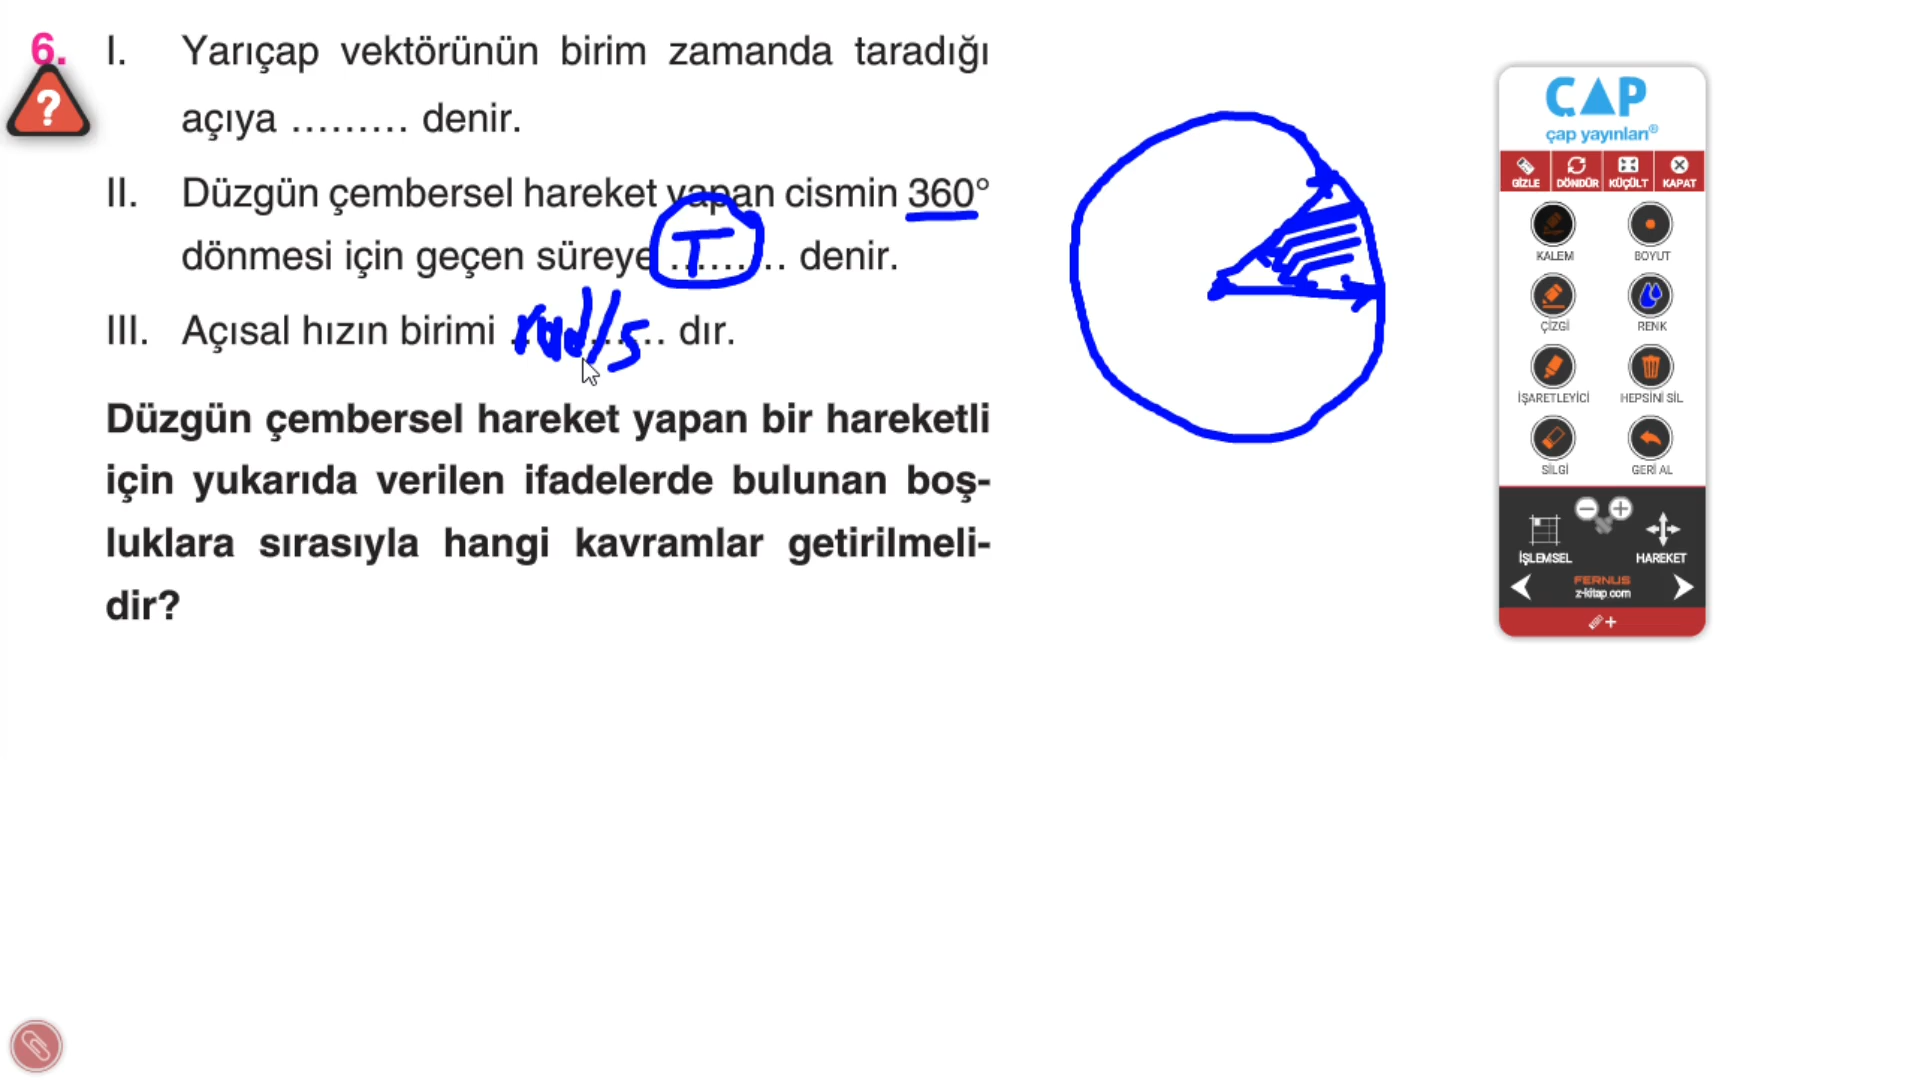 6. I. Yarıçap vektörünün birim zamanda taradığı
açıya ......... denir.
II. Düzgün çembersel hareket yapan cismin 360°
dönmesi için geçen süreye T ......... denir.
III. Açısal hızın birimi rad/s ......... dır.
Düzgün çembersel hareket yapan bir hareketli
için yukarıda verilen ifadelerde bulunan boş-
luklara sırasıyla hangi kavramlar getirilmeli-
dir?
ÇAP
çap yayınları®
GİZLE DÖNDÜR KÜÇÜLT KAPAT
KALEM BOYUT
ÇİZGİ RENK
İŞARETLEYİCİ HEPSİNİ SİL
SİLGİ GERİ AL
İŞLEMSEL HAREKET
FERNUS
z-kitap com